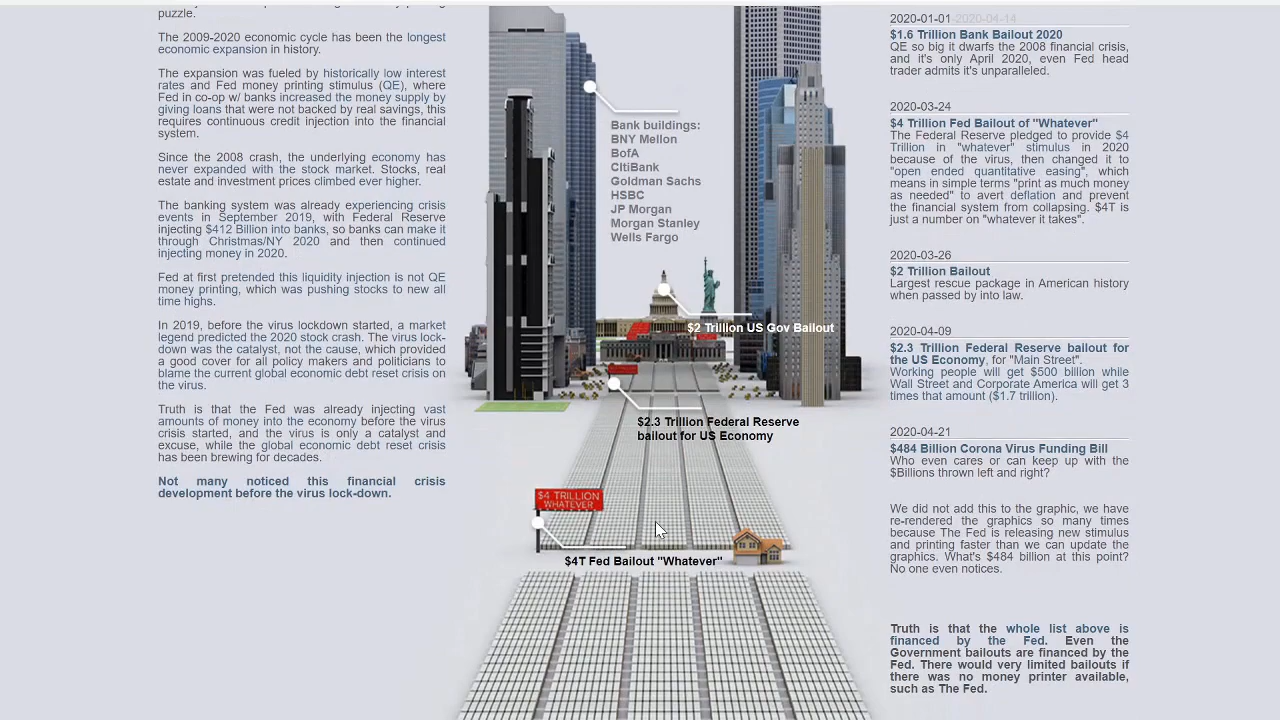 puzzle.
The 2009-2020 economic cycle has been the longest
economic expansion in history.
The expansion was fueled by historically low interest
rates and Fed money printing stimulus (QE), where
Fed in co-op w/ banks increased the money supply by
giving loans that were not backed by real savings, this
requires continuous credit injection into the financial
system.
Since the 2008 crash, the underlying economy has
never expanded with the stock market. Stocks, real
estate and investment prices climbed ever higher.
The banking system was already experiencing crisis
events in September 2019, with Federal Reserve
injecting $412 Billion into banks, so banks can make it
through Christmas/NY 2020 and then continued
injecting money in 2020.
Fed at first pretended this liquidity injection is not QE
money printing, which was pushing stocks to new all
time highs.
In 2019, before the virus lockdown started, a market
legend predicted the 2020 stock crash. The virus lock-
down was the catalyst, not the cause, which provided
a good cover for all policy makers and politicians to
blame the current global economic debt reset crisis on
the virus.
Truth is that the Fed was already injecting vast
amounts of money into the economy before the virus
crisis started, and the virus is only a catalyst and
excuse, while the global economic debt reset crisis
has been brewing for decades.
Not many noticed this financial crisis
development before the virus lock-down.
Bank buildings:
BNY Mellon
BofA
CitiBank
Goldman Sachs
HSBC
JP Morgan
Morgan Stanley
Wells Fargo
$2 Trillion US Gov Bailout
$2.3 Trillion Federal Reserve
bailout for US Economy
$4 TRILLION
WHATEVER
$4T Fed Bailout "Whatever"
2020-01-01 2020-04-14
$1.6 Trillion Bank Bailout 2020
QE so big it dwarfs the 2008 financial crisis,
and it's only April 2020, even Fed head
trader admits it's unparalleled.
2020-03-24
$4 Trillion Fed Bailout of "Whatever"
The Federal Reserve pledged to provide $4
Trillion in "whatever" stimulus in 2020
because of the virus, then changed it to
"open ended quantitative easing", which
means in simple terms "print as much money
as needed" to avert deflation and prevent
the financial system from collapsing. $4T is
just a number on "whatever it takes".
2020-03-26
$2 Trillion Bailout
Largest rescue package in American history
when passed by into law.
2020-04-09
$2.3 Trillion Federal Reserve bailout for
the US Economy, for "Main Street".
Working people will get $500 billion while
Wall Street and Corporate America will get 3
times that amount ($1.7 trillion).
2020-04-21
$484 Billion Corona Virus Funding Bill
Who even cares or can keep up with the
$Billions thrown left and right?
We did not add this to the graphic, we have
re-rendered the graphics so many times
because The Fed is releasing new stimulus
and printing faster than we can update the
graphics. What's $484 billion at this point?
No one even notices.
Truth is that the whole list above is
financed by the Fed. Even the
Government bailouts are financed by the
Fed. There would very limited bailouts if
there was no money printer available,
such as The Fed.